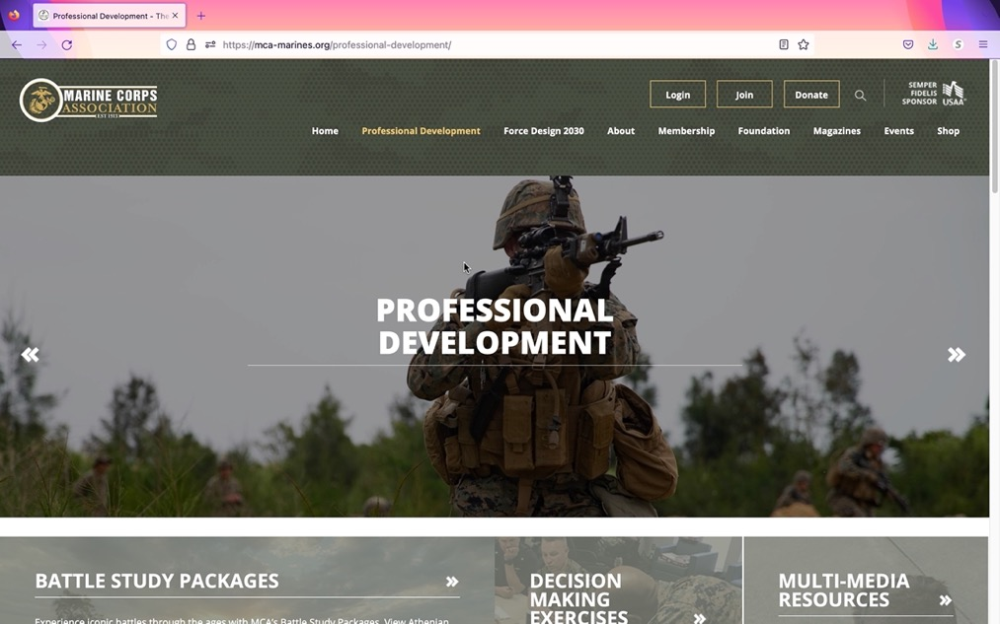 Professional Development - The
https://mca-marines.org/professional-development/
MARINE CORPS
ASSOCIATION
EST 1913
Login
Join
Donate
SEMPER
FIDELIS
SPONSOR
USAA
Home
Professional Development
Force Design 2030
About
Membership
Foundation
Magazines
Events
Shop
PROFESSIONAL
DEVELOPMENT
BATTLE STUDY PACKAGES
Experience iconic battles through the ages with MCA's Battle Study Packages. View Athenian
DECISION
MAKING
EXERCISES
MULTI-MEDIA
RESOURCES